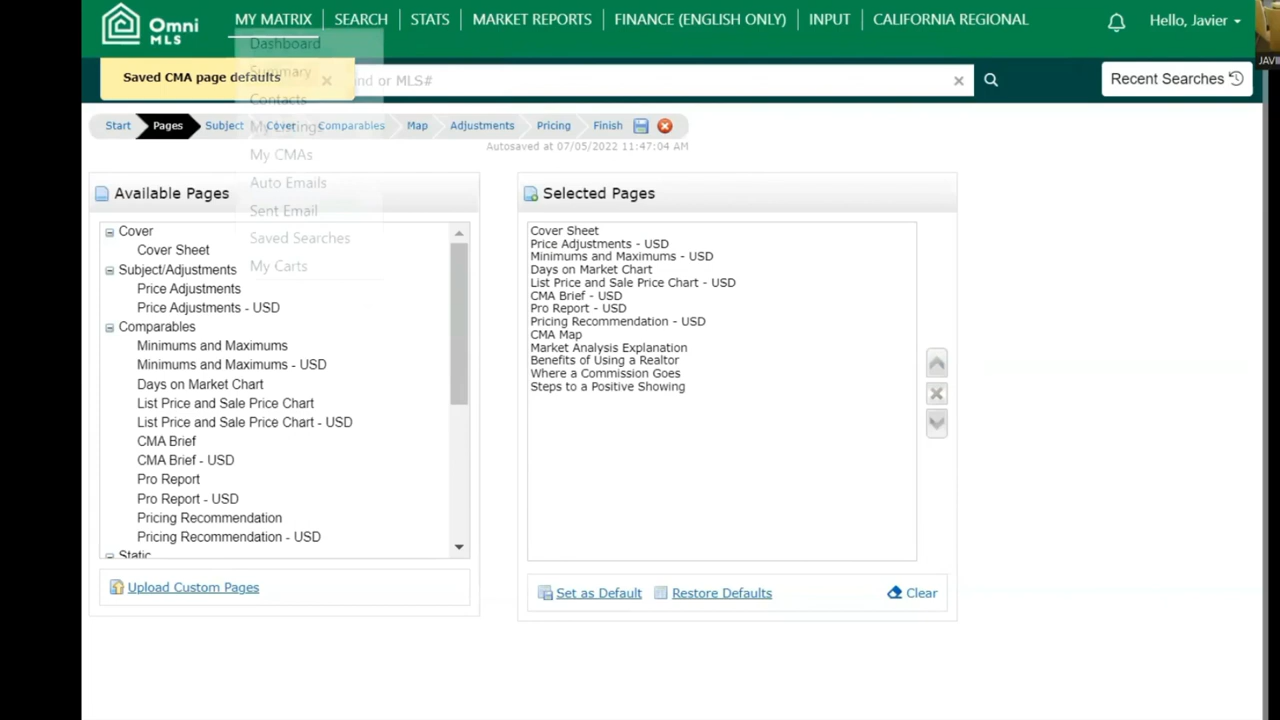 Omni
MLS
MY MATRIX
SEARCH
STATS
MARKET REPORTS
FINANCE (ENGLISH ONLY)
INPUT
CALIFORNIA REGIONAL
Hello, Javier
Dashboard
Summary
Contacts
My Listings
My CMAs
Auto Emails
Sent Email
Saved Searches
My Carts
Saved CMA page defaults
or MLS#
Recent Searches
Start
Pages
Subject
Cover
Comparables
Map
Adjustments
Pricing
Finish
Autosaved at 07/05/2022 11:47:04 AM
Available Pages
Cover
Cover Sheet
Subject/Adjustments
Price Adjustments
Price Adjustments - USD
Comparables
Minimums and Maximums
Minimums and Maximums - USD
Days on Market Chart
List Price and Sale Price Chart
List Price and Sale Price Chart - USD
CMA Brief
CMA Brief - USD
Pro Report
Pro Report - USD
Pricing Recommendation
Pricing Recommendation - USD
Static
Upload Custom Pages
Selected Pages
Cover Sheet
Price Adjustments - USD
Minimums and Maximums - USD
Days on Market Chart
List Price and Sale Price Chart - USD
CMA Brief - USD
Pro Report - USD
Pricing Recommendation - USD
CMA Map
Market Analysis Explanation
Benefits of Using a Realtor
Where a Commission Goes
Steps to a Positive Showing
Set as Default
Restore Defaults
Clear